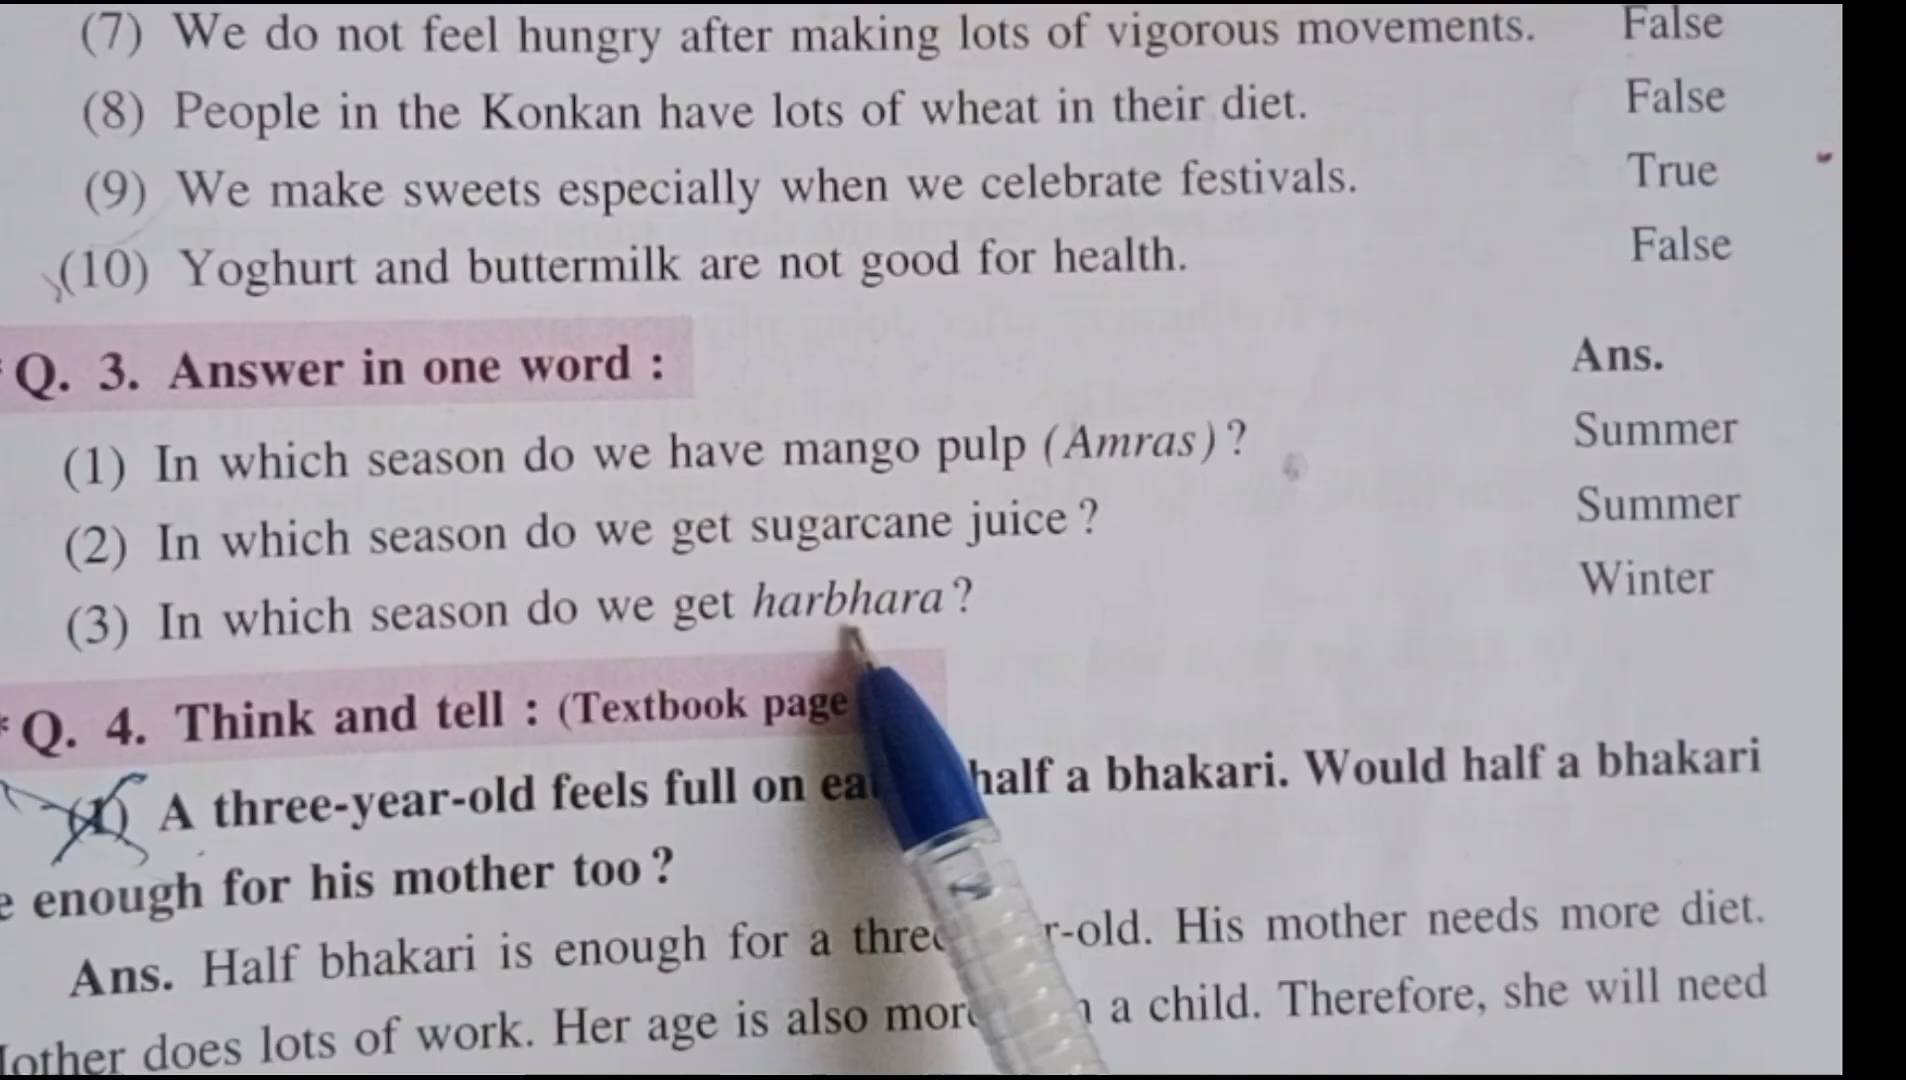 (7) We do not feel hungry after making lots of vigorous movements. False
(8) People in the Konkan have lots of wheat in their diet. False
(9) We make sweets especially when we celebrate festivals. True
(10) Yoghurt and buttermilk are not good for health. False
Q. 3. Answer in one word : Ans.
(1) In which season do we have mango pulp (Amras)? Summer
(2) In which season do we get sugarcane juice? Summer
(3) In which season do we get harbhara? Winter
*Q. 4. Think and tell : (Textbook page
(1) A three-year-old feels full on half a bhakari. Would half a bhakari
enough for his mother too?
Ans. Half bhakari is enough for a r-old. His mother needs more diet.
other does lots of work. Her age is also a child. Therefore, she will need